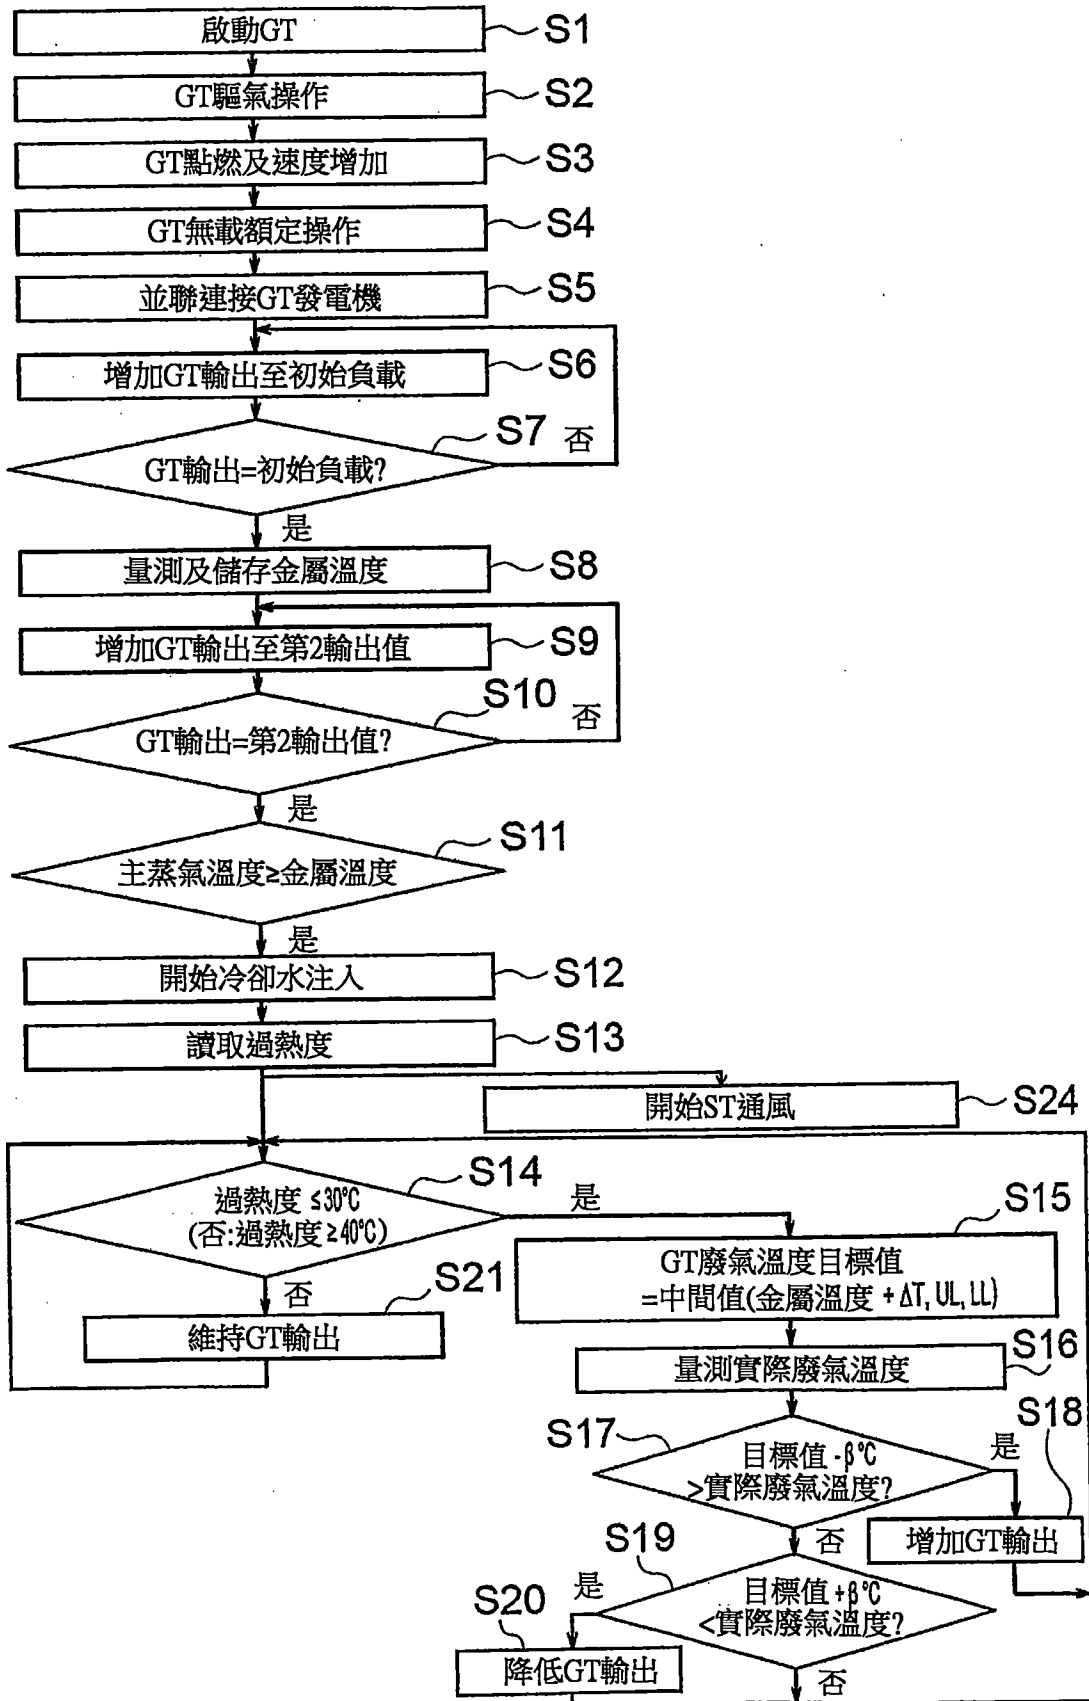 啟動GT
S1
GT驅氣操作
S2
GT點燃及速度增加
S3
GT無載額定操作
S4
並聯連接GT發電機
S5
增加GT輸出至初始負載
S6
S7
否
GT輸出=初始負載?
是
量測及儲存金屬溫度
S8
增加GT輸出至第2輸出值
S9
S10
否
GT輸出=第2輸出值?
是
S11
主蒸氣溫度≥金屬溫度
是
開始冷卻水注入
S12
讀取過熱度
S13
開始ST通風
S24
S14
過熱度 ≤30°C
(否:過熱度≥40°C)
是
S15
GT廢氣溫度目標值
=中間值(金屬溫度 +ΔT, UL, LL)
否
S21
維持GT輸出
S16
量測實際廢氣溫度
S17
目標值 -β°C
>實際廢氣溫度?
是
S18
增加GT輸出
否
S19
目標值 +β°C
<實際廢氣溫度?
是
S20
降低GT輸出
否